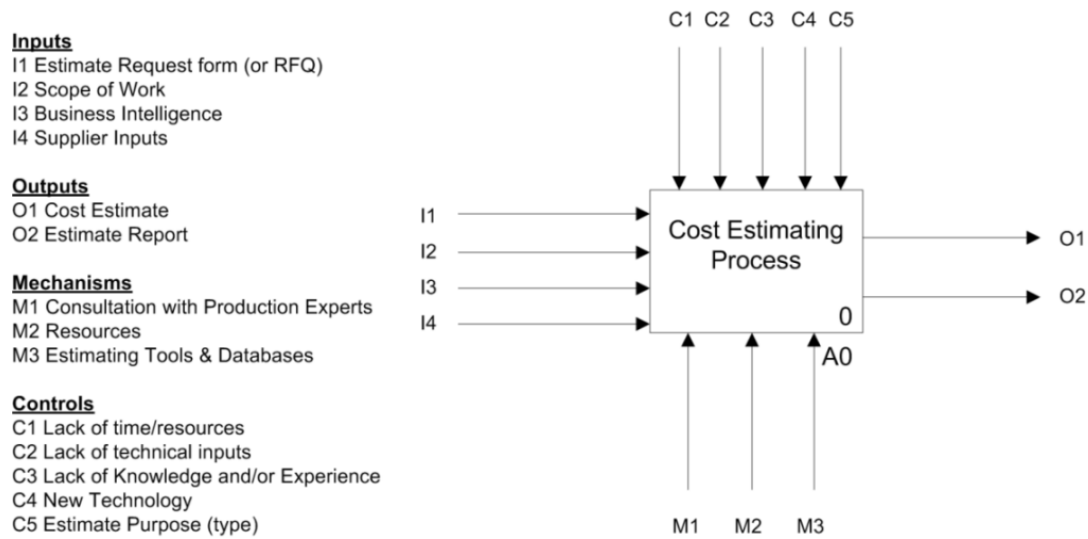 Inputs
I1 Estimate Request form (or RFQ)
I2 Scope of Work
I3 Business Intelligence
I4 Supplier Inputs
Outputs
O1 Cost Estimate
O2 Estimate Report
Mechanisms
M1 Consultation with Production Experts
M2 Resources
M3 Estimating Tools & Databases
Controls
C1 Lack of time/resources
C2 Lack of technical inputs
C3 Lack of Knowledge and/or Experience
C4 New Technology
C5 Estimate Purpose (type)
C1 C2 C3 C4 C5
I1
I2
I3
I4
Cost Estimating
Process
0
A0
O1
O2
M1 M2 M3